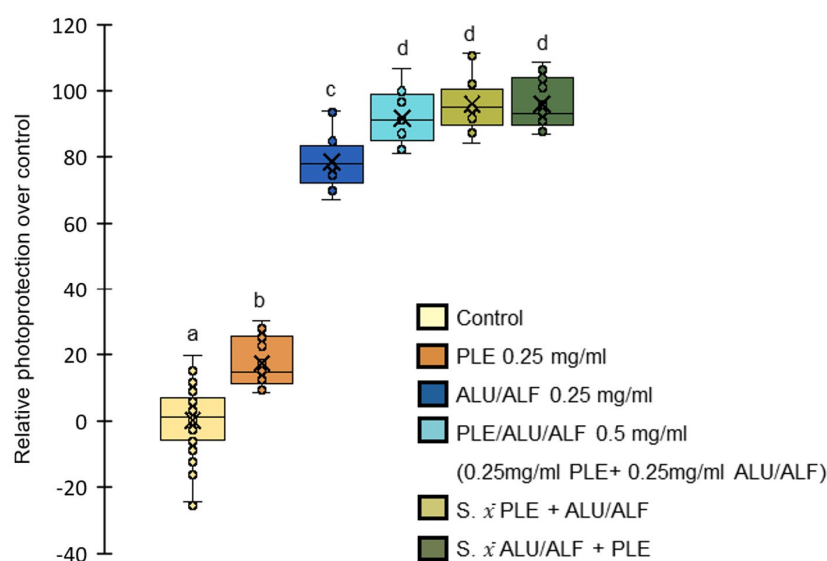 Relative photoprotection over control
120
100
80
60
40
20
0
-20
-40
a
b
c
d
d
d
Control
PLE 0.25 mg/ml
ALU/ALF 0.25 mg/ml
PLE/ALU/ALF 0.5 mg/ml
(0.25mg/ml PLE+ 0.25mg/ml ALU/ALF)
S. x̄ PLE + ALU/ALF
S. x̄ ALU/ALF + PLE